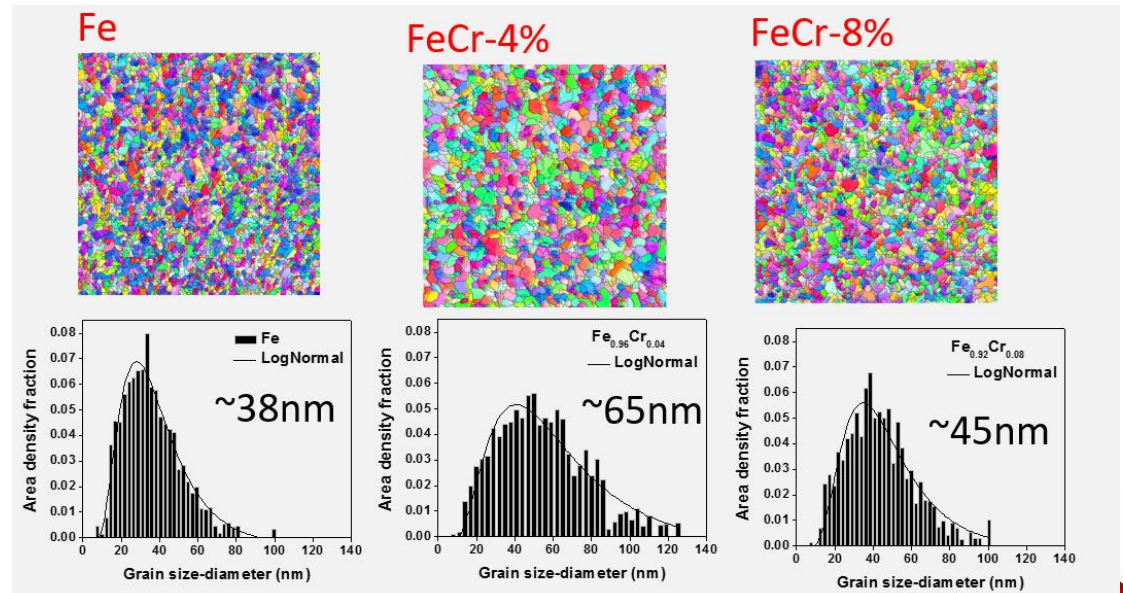 Fe
FeCr-4%
FeCr-8%
0.08
0.07
0.06
0.05
0.04
0.03
0.02
0.01
0.00
Area density fraction
Fe
LogNormal
~38nm
0 20 40 60 80 100 120 140
Grain size-diameter (nm)
0.08
0.07
0.06
0.05
0.04
0.03
0.02
0.01
0.00
Area density fraction
Fe0.96Cr0.04
LogNormal
~65nm
0 20 40 60 80 100 120 140
Grain size-diameter (nm)
0.08
0.07
0.06
0.05
0.04
0.03
0.02
0.01
0.00
Area density fraction
Fe0.92Cr0.08
LogNormal
~45nm
0 20 40 60 80 100 120 140
Grain size-diameter (nm)